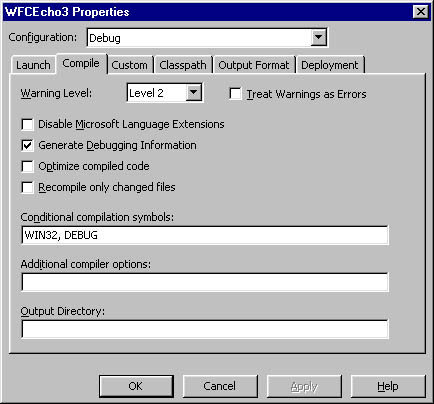 WFCEcho3 Properties
Configuration: Debug
Launch Compile Custom Classpath Output Format Deployment
Warning Level: Level 2 Treat Warnings as Errors
Disable Microsoft Language Extensions
Generate Debugging Information
Optimize compiled code
Recompile only changed files
Conditional compilation symbols:
WIN32, DEBUG
Additional compiler options:
Output Directory:
OK Cancel Apply Help